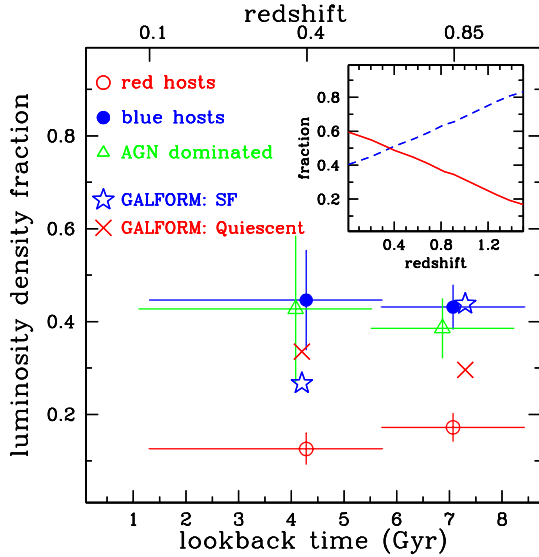 redshift
0.1 0.4 0.85
red hosts
blue hosts
AGN dominated
GALFORM: SF
GALFORM: Quiescent
luminosity density fraction
0.8
0.6
0.4
0.2
fraction
0.8
0.6
0.4
0.2
0.4 0.8 1.2
redshift
1 2 3 4 5 6 7 8
lookback time (Gyr)